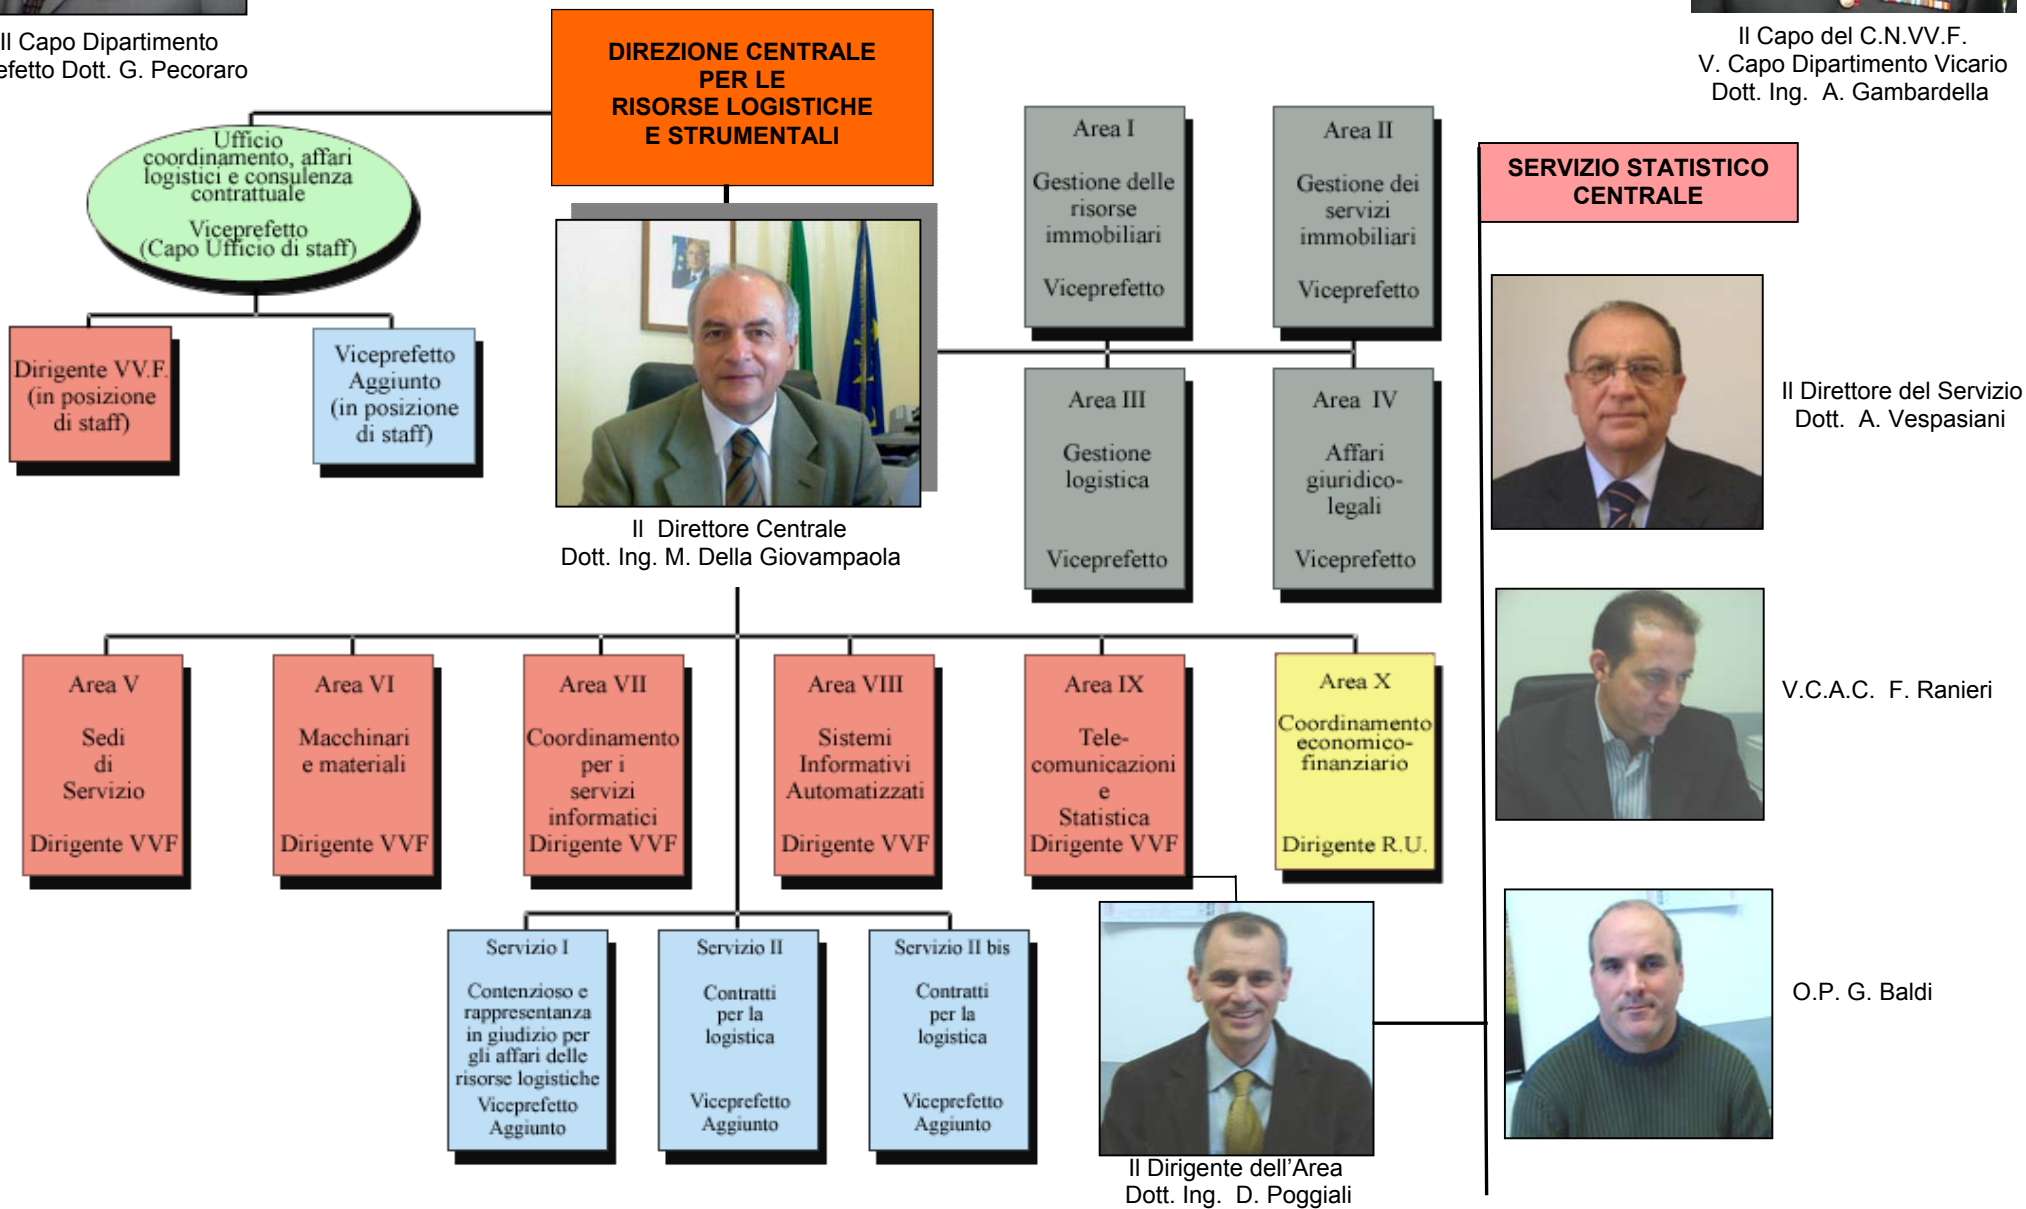 Il Capo Dipartimento
Dott. G. Pecoraro
DIREZIONE CENTRALE
PER LE
RISORSE LOGISTICHE
E STRUMENTALI
Il Capo del C.N.VV.F.
V. Capo Dipartimento Vicario
Dott. Ing. A. Gambardella
Ufficio
coordinamento, affari
logistici e consulenza
contrattuale
Viceprefetto
(Capo Ufficio di staff)
Dirigente VV.F.
(in posizione
di staff)
Viceprefetto
Aggiunto
(in posizione
di staff)
Il Direttore Centrale
Dott. Ing. M. Della Giovampaola
Area I
Gestione delle
risorse
immobiliari
Viceprefetto
Area II
Gestione dei
servizi
immobiliari
Viceprefetto
Area III
Gestione
logistica
Viceprefetto
Area IV
Affari
giuridico-
legali
Viceprefetto
SERVIZIO STATISTICO
CENTRALE
Il Direttore del Servizio
Dott. A. Vespasiani
V.C.A.C. F. Ranieri
O.P. G. Baldi
Area V
Sedi
di
Servizio
Dirigente VVF
Area VI
Macchinari
e materiali
Dirigente VVF
Area VII
Coordinamento
per i
servizi
informatici
Dirigente VVF
Area VIII
Sistemi
Informativi
Automatizzati
Dirigente VVF
Area IX
Tele-
comunicazioni
e
Statistica
Dirigente VVF
Area X
Coordinamento
economico-
finanziario
Dirigente R.U.
Servizio I
Contenzioso e
rappresentanza
in giudizio per
gli affari delle
risorse logistiche
Viceprefetto
Aggiunto
Servizio II
Contratti
per la
logistica
Viceprefetto
Aggiunto
Servizio II bis
Contratti
per la
logistica
Viceprefetto
Aggiunto
Il Dirigente dell'Area
Dott. Ing. D. Poggiali